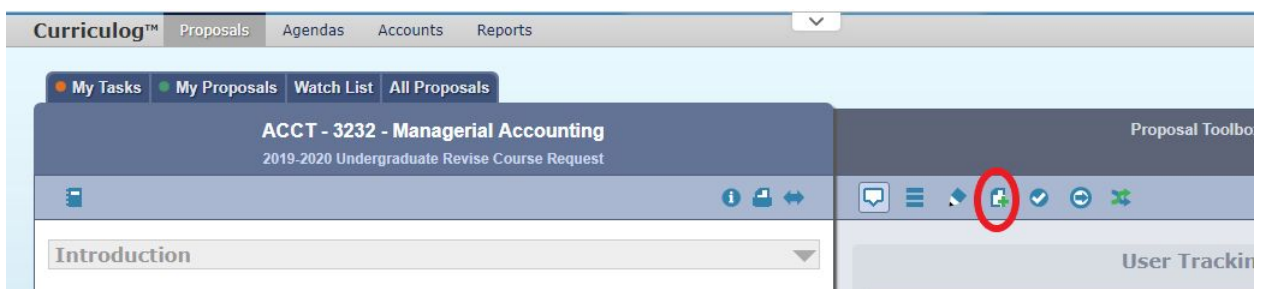 Curriculog™ Proposals Agendas Accounts Reports
My Tasks My Proposals Watch List All Proposals
ACCT - 3232 - Managerial Accounting
2019-2020 Undergraduate Revise Course Request
Proposal Toolbo
Introduction
User Trackin